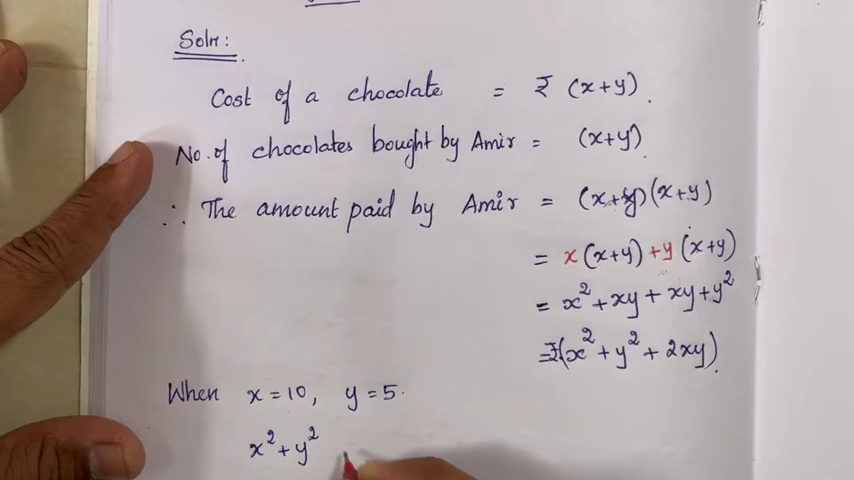 Soln:
Cost of a chocolate = ₹ (x+y).
No. of chocolates bought by Amir = (x+y).
∴ The amount paid by Amir = (x+y)(x+y)
= x(x+y) +y (x+y)
= x² + xy + xy + y²
= ₹(x² + y² + 2xy).
When x = 10, y = 5.
x² + y²